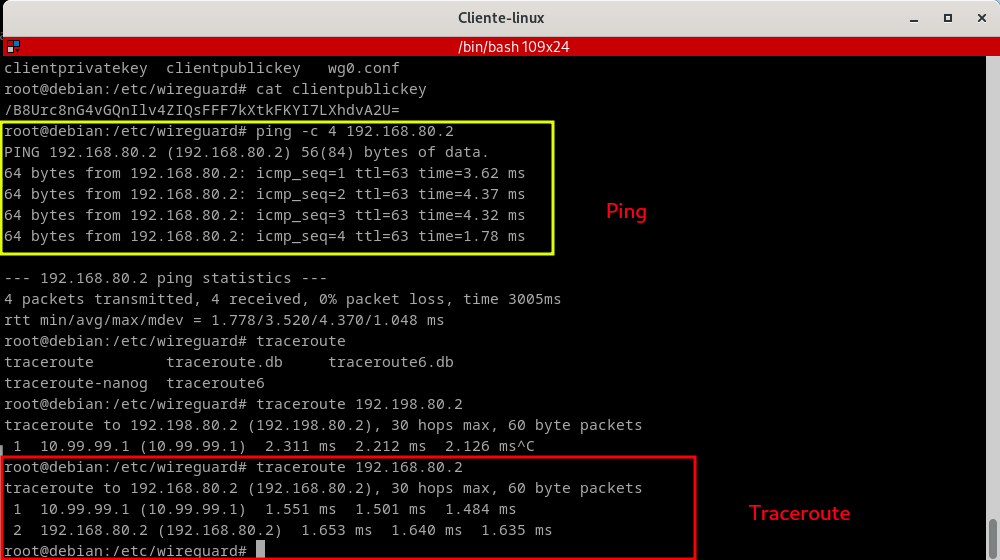 Cliente-linux
/bin/bash 109x24
clientprivatekey  clientpublickey   wg0.conf
root@debian:/etc/wireguard# cat clientpublickey
/B8Urc8nG4vGQnIlv4ZIQsFFF7kXtkFKYI7LXhdvA2U=
root@debian:/etc/wireguard# ping -c 4 192.168.80.2
PING 192.168.80.2 (192.168.80.2) 56(84) bytes of data.
64 bytes from 192.168.80.2: icmp_seq=1 ttl=63 time=3.62 ms
64 bytes from 192.168.80.2: icmp_seq=2 ttl=63 time=4.37 ms
64 bytes from 192.168.80.2: icmp_seq=3 ttl=63 time=4.32 ms
64 bytes from 192.168.80.2: icmp_seq=4 ttl=63 time=1.78 ms
Ping
--- 192.168.80.2 ping statistics ---
4 packets transmitted, 4 received, 0% packet loss, time 3005ms
rtt min/avg/max/mdev = 1.778/3.520/4.370/1.048 ms
root@debian:/etc/wireguard# traceroute
traceroute        traceroute.db     traceroute6.db
traceroute-nanog  traceroute6
root@debian:/etc/wireguard# traceroute 192.198.80.2
traceroute to 192.198.80.2 (192.198.80.2), 30 hops max, 60 byte packets
 1  10.99.99.1 (10.99.99.1)  2.311 ms  2.212 ms  2.126 ms^C
root@debian:/etc/wireguard# traceroute 192.168.80.2
traceroute to 192.168.80.2 (192.168.80.2), 30 hops max, 60 byte packets
 1  10.99.99.1 (10.99.99.1)  1.551 ms  1.501 ms  1.484 ms
 2  192.168.80.2 (192.168.80.2)  1.653 ms  1.640 ms  1.635 ms
Traceroute
root@debian:/etc/wireguard#